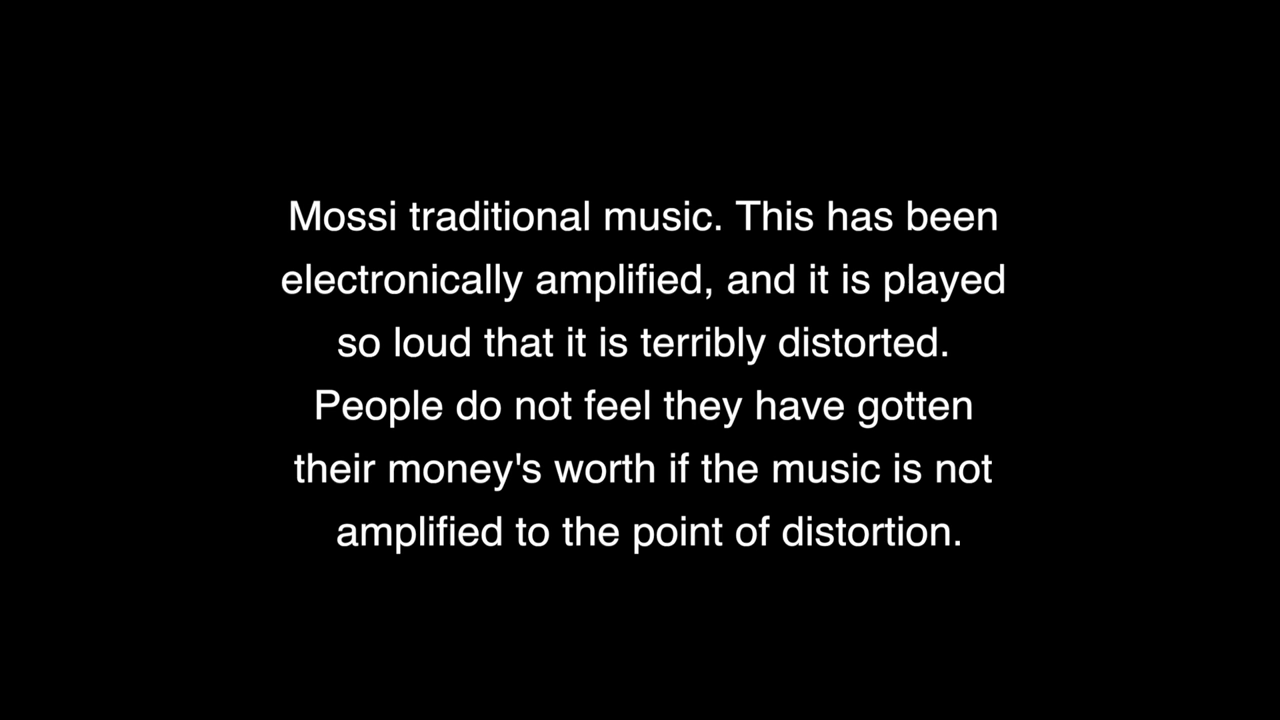 Mossi traditional music. This has been
electronically amplified, and it is played
so loud that it is terribly distorted.
People do not feel they have gotten
their money's worth if the music is not
amplified to the point of distortion.